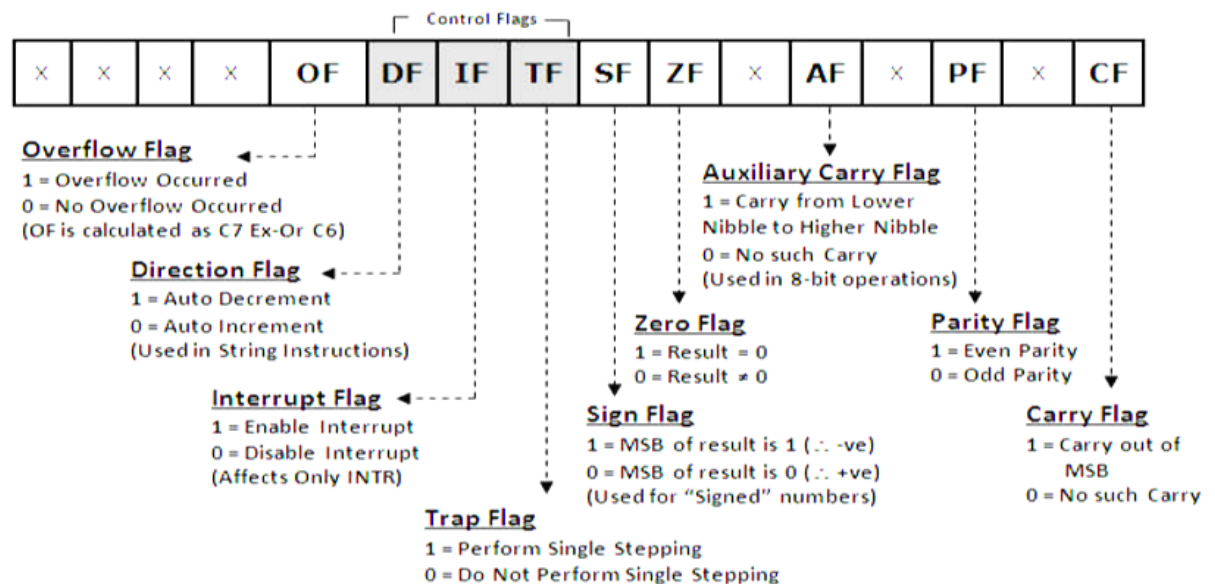 Control Flags
× × × × OF DF IF TF SF ZF × AF × PF × CF
Overflow Flag
1 = Overflow Occurred
0 = No Overflow Occurred
(OF is calculated as C7 Ex-Or C6)
Direction Flag
1 = Auto Decrement
0 = Auto Increment
(Used in String Instructions)
Interrupt Flag
1 = Enable Interrupt
0 = Disable Interrupt
(Affects Only INTR)
Trap Flag
1 = Perform Single Stepping
0 = Do Not Perform Single Stepping
Sign Flag
1 = MSB of result is 1 (∴ -ve)
0 = MSB of result is 0 (∴ +ve)
(Used for “Signed” numbers)
Zero Flag
1 = Result = 0
0 = Result ≠ 0
Auxiliary Carry Flag
1 = Carry from Lower
Nibble to Higher Nibble
0 = No such Carry
(Used in 8-bit operations)
Parity Flag
1 = Even Parity
0 = Odd Parity
Carry Flag
1 = Carry out of
MSB
0 = No such Carry